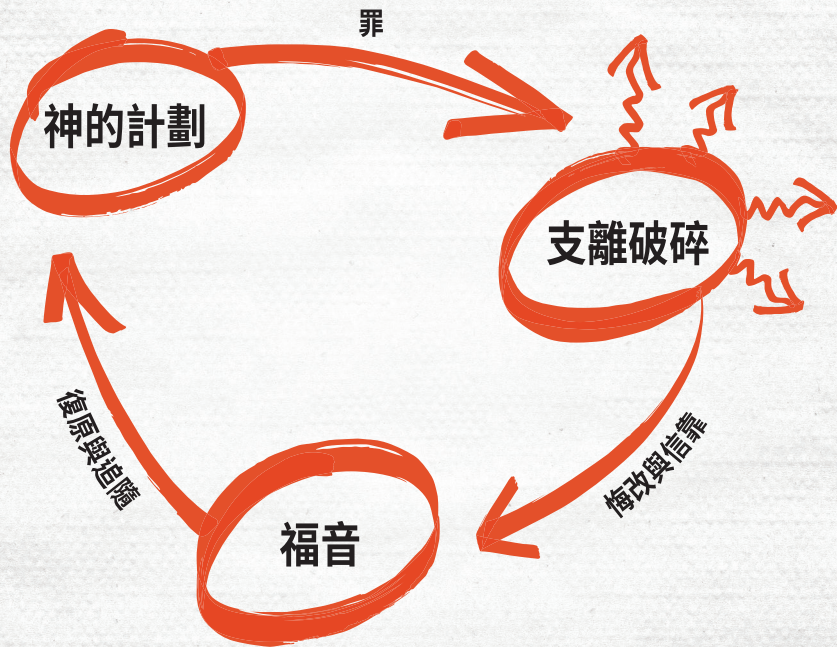 罪
神的計劃
支離破碎
悔改與信靠
福音
復原與追隨